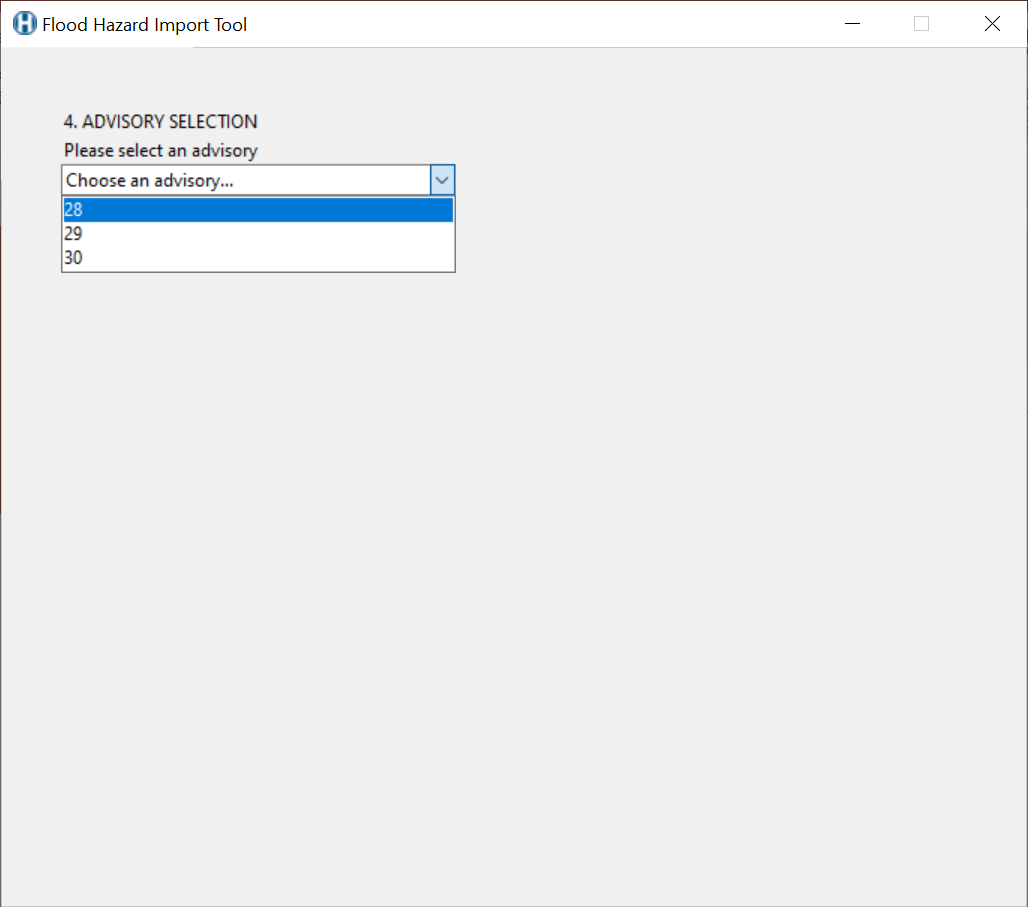 Flood Hazard Import Tool
4. ADVISORY SELECTION
Please select an advisory
Choose an advisory...
28
29
30